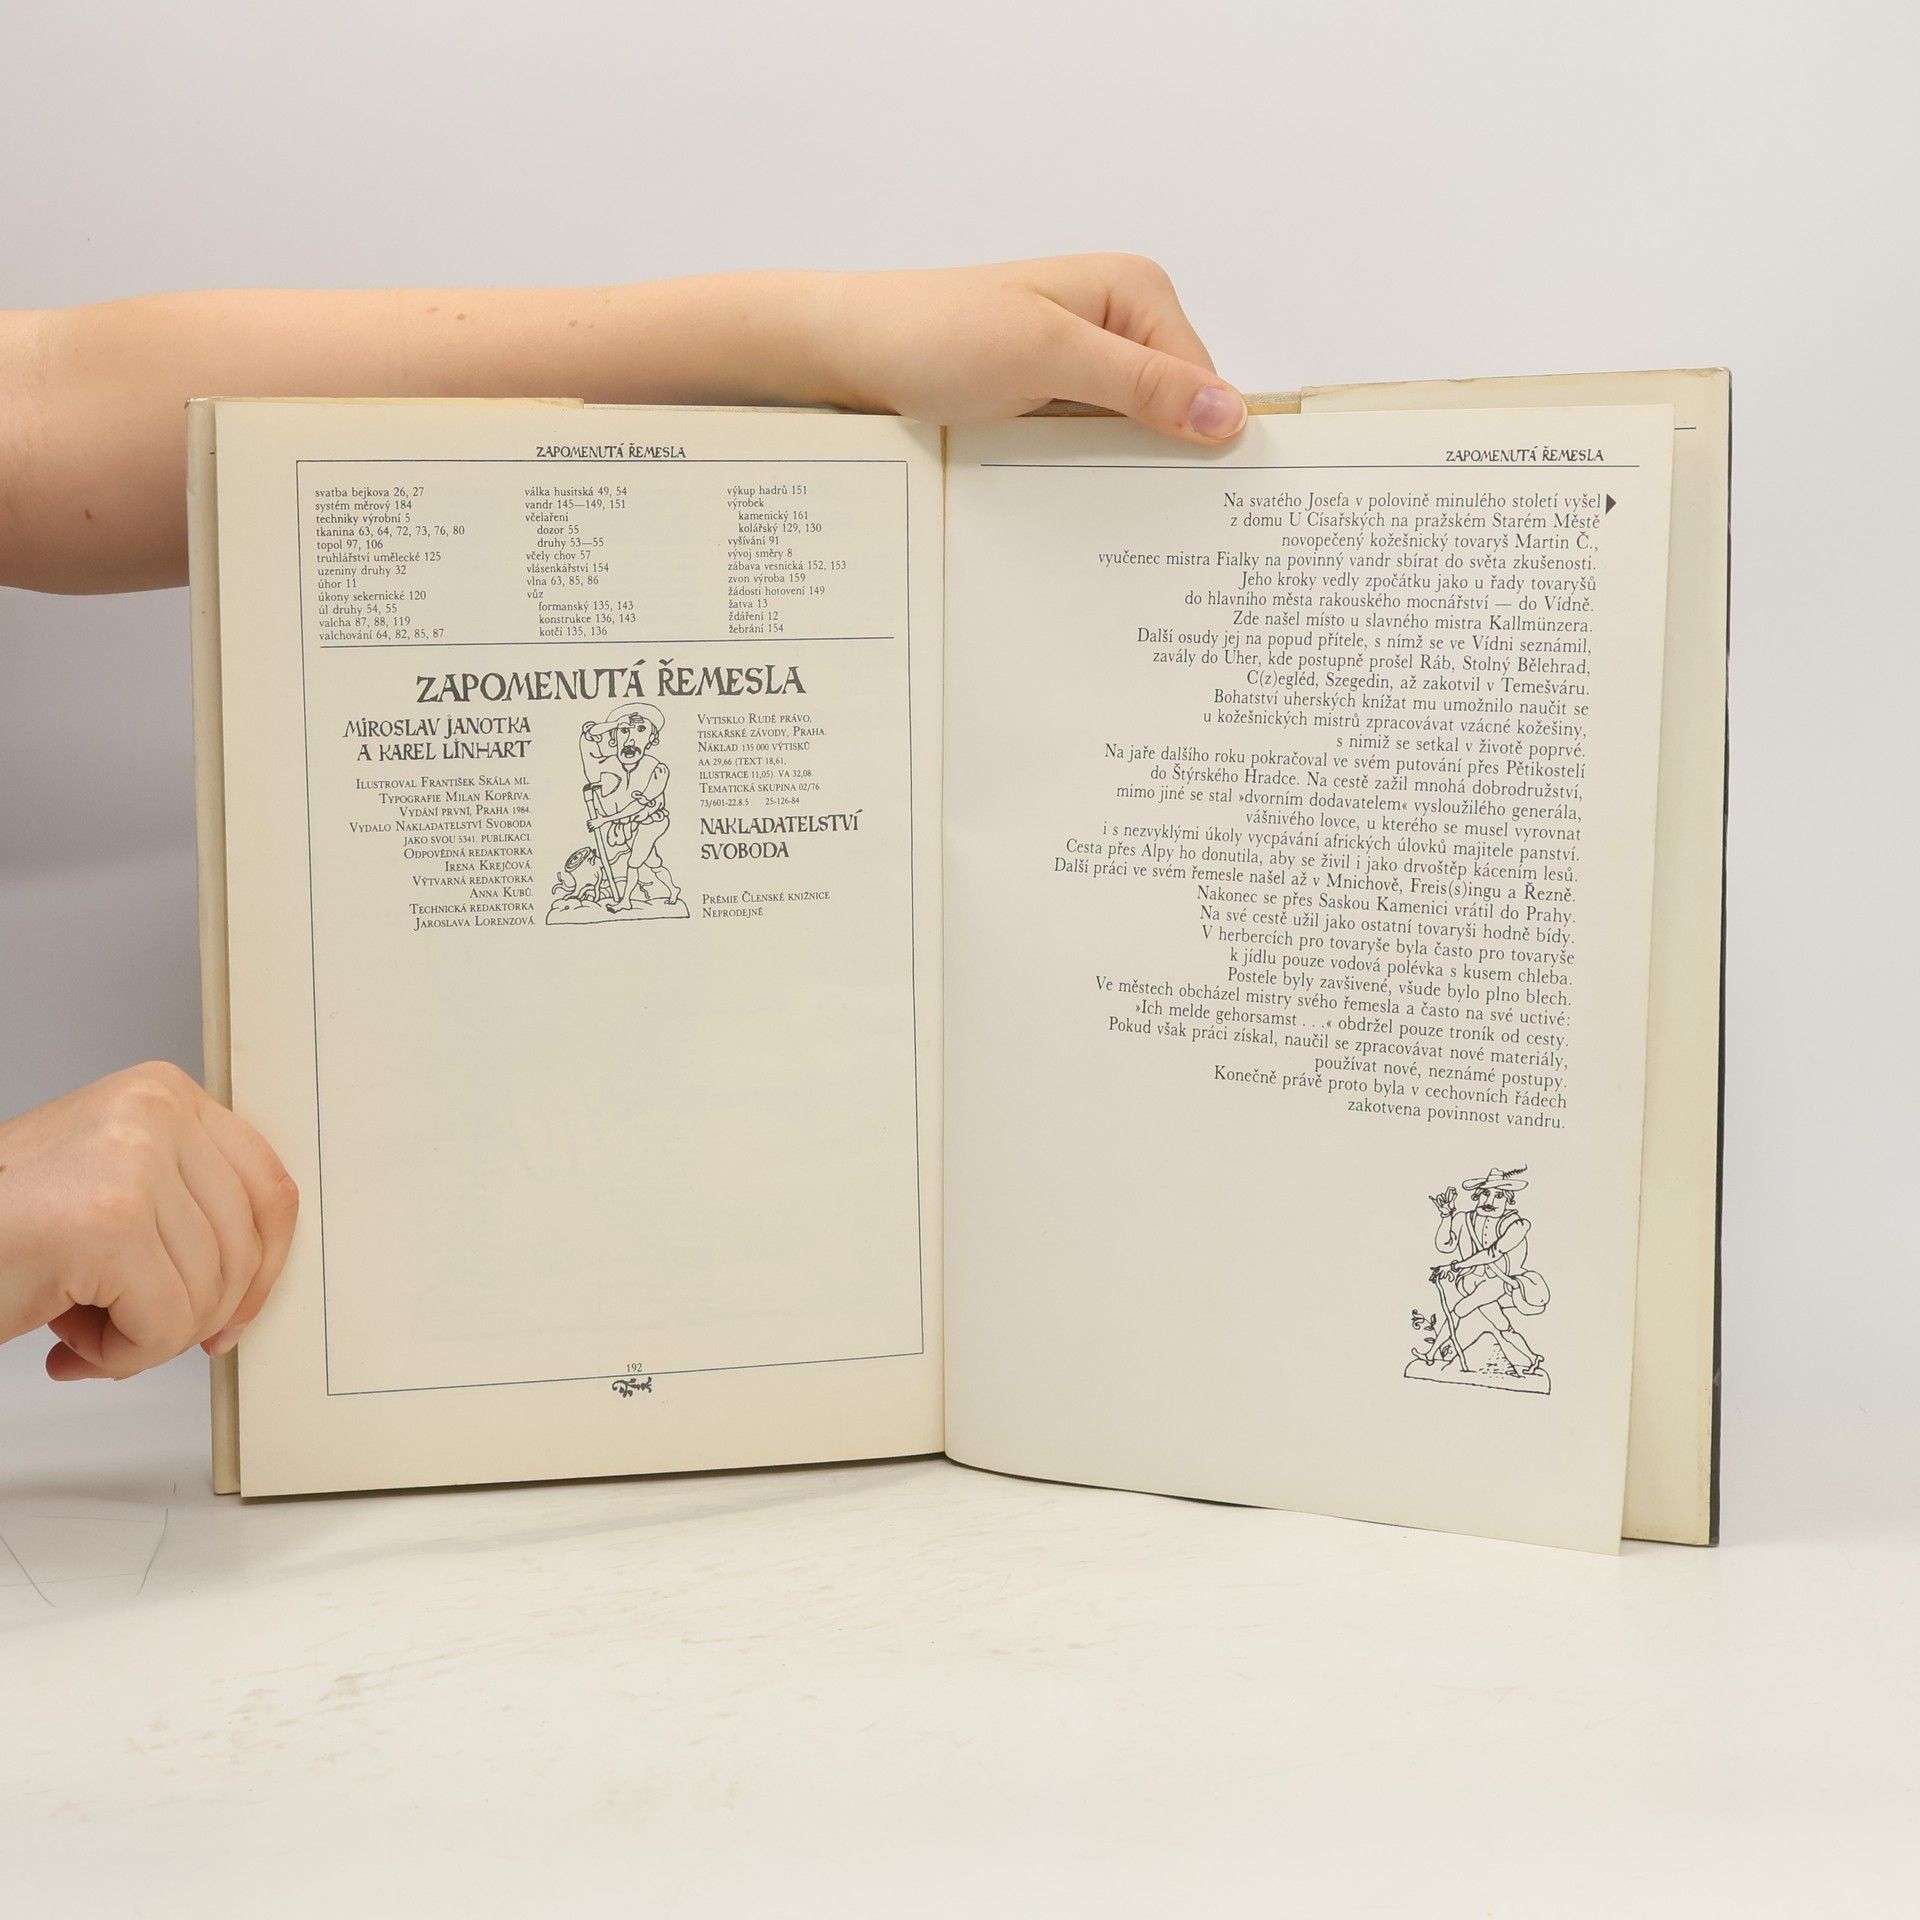 ZAPOMENUTÁ ŘEMESLA
svatba bejkova 26, 27
systém měrový 184
techniky výrobní 5
tkanina 63, 64, 72, 73, 76, 80
topol 97, 106
truhlářství umělecké 125
uzeniny druhy 32
úhor 11
úkony sekernické 120
úl druhy 54, 55
valcha 87, 88, 119
valchování 64, 82, 85, 87
válka husitská 49, 54
vandr 145—149, 151
včelaření
dozor 55
druhy 53—55
včely chov 57
vlásenkářství 154
vlna 63, 85, 86
vůz
formanský 135, 143
konstrukce 136, 143
kotčí 135, 136
výkup hadrů 151
výrobek
kamenický 161
kolářský 129, 130
vyšívání 91
vývoj směry 8
zábava vesnická 152, 153
zvon výroba 159
žádosti hotovení 149
žatva 13
ždáření 12
žebrání 154
ZAPOMENUTÁ ŘEMESLA
MIROSLAV JANOTKA
A KAREL LINHART
ILUSTROVAL FRANTIŠEK SKÁLA ML.
TYPOGRAFIE MILAN KOPŘIVA.
VYDÁNÍ PRVNÍ, PRAHA 1984.
VYDALO NAKLADATELSTVÍ SVOBODA
JAKO SVOU 5341. PUBLIKACI.
ODPOVĚDNÁ REDAKTORKA
IRENA KREJČOVÁ.
VÝTVARNÁ REDAKTORKA
ANNA KUBŮ.
TECHNICKÁ REDAKTORKA
JAROSLAVA LORENZOVÁ.
VYTISKLO RUDÉ PRÁVO,
TISKAŘSKÉ ZÁVODY, PRAHA.
NÁKLAD 135 000 VÝTISKŮ
AA 29,66 (TEXT 18,61,
ILUSTRACE 11,05). VA 32,08.
TEMATICKÁ SKUPINA 02/76.
73/601-22.8.5 25-126-84
NAKLADATELSTVÍ
SVOBODA
PRÉMIE ČLENSKÉ KNIŽNICE
NEPRODEJNÉ
192
ZAPOMENUTÁ ŘEMESLA
Na svatého Josefa v polovině minulého století vyšel
z domu U Císařských na pražském Starém Městě
novopečený kožešnický tovaryš Martin Č.,
vyučenec mistra Fialky na povinný vandr sbírat do světa zkušenosti.
Jeho kroky vedly zpočátku jako u řady tovaryšů
do hlavního města rakouského mocnářství — do Vídně.
Zde našel místo u slavného mistra Kallmünzera.
Další osudy jej na popud přítele, s nímž se ve Vídni seznámil,
zavály do Uher, kde postupně prošel Ráb, Stolný Bělehrad,
C(z)egléd, Szegedin, až zakotvil v Temešváru.
Bohatství uherských knížat mu umožnilo naučit se
u kožešnických mistrů zpracovávat vzácné kožešiny,
s nimiž se setkal v životě poprvé.
Na jaře dalšího roku pokračoval ve svém putování přes Pětikostelí
do Štýrského Hradce. Na cestě zažil mnohá dobrodružství,
mimo jiné se stal »dvorním dodavatelem« vysloužilého generála,
vášnivého lovce, u kterého se musel vyrovnat
i s nezvyklými úkoly vycpávání afrických úlovků majitele panství.
Cesta přes Alpy ho donutila, aby se živil i jako drvoštěp kácením lesů.
Další práci ve svém řemesle našel až v Mnichově, Freis(s)ingu a Řezně.
Nakonec se přes Saskou Kamenici vrátil do Prahy.
Na své cestě užil jako ostatní tovaryši hodně bídy.
V herbercích pro tovaryše byla často pro tovaryše
k jídlu pouze vodová polévka s kusem chleba.
Postele byly zavšivené, všude bylo plno blech.
Ve městech obcházel mistry svého řemesla a často na své uctivé:
»Ich melde gehorsamst . . .« obdržel pouze troník od cesty.
Pokud však práci získal, naučil se zpracovávat nové materiály,
používat nové, neznámé postupy.
Konečně právě proto byla v cechovních řádech
zakotvena povinnost vandru.